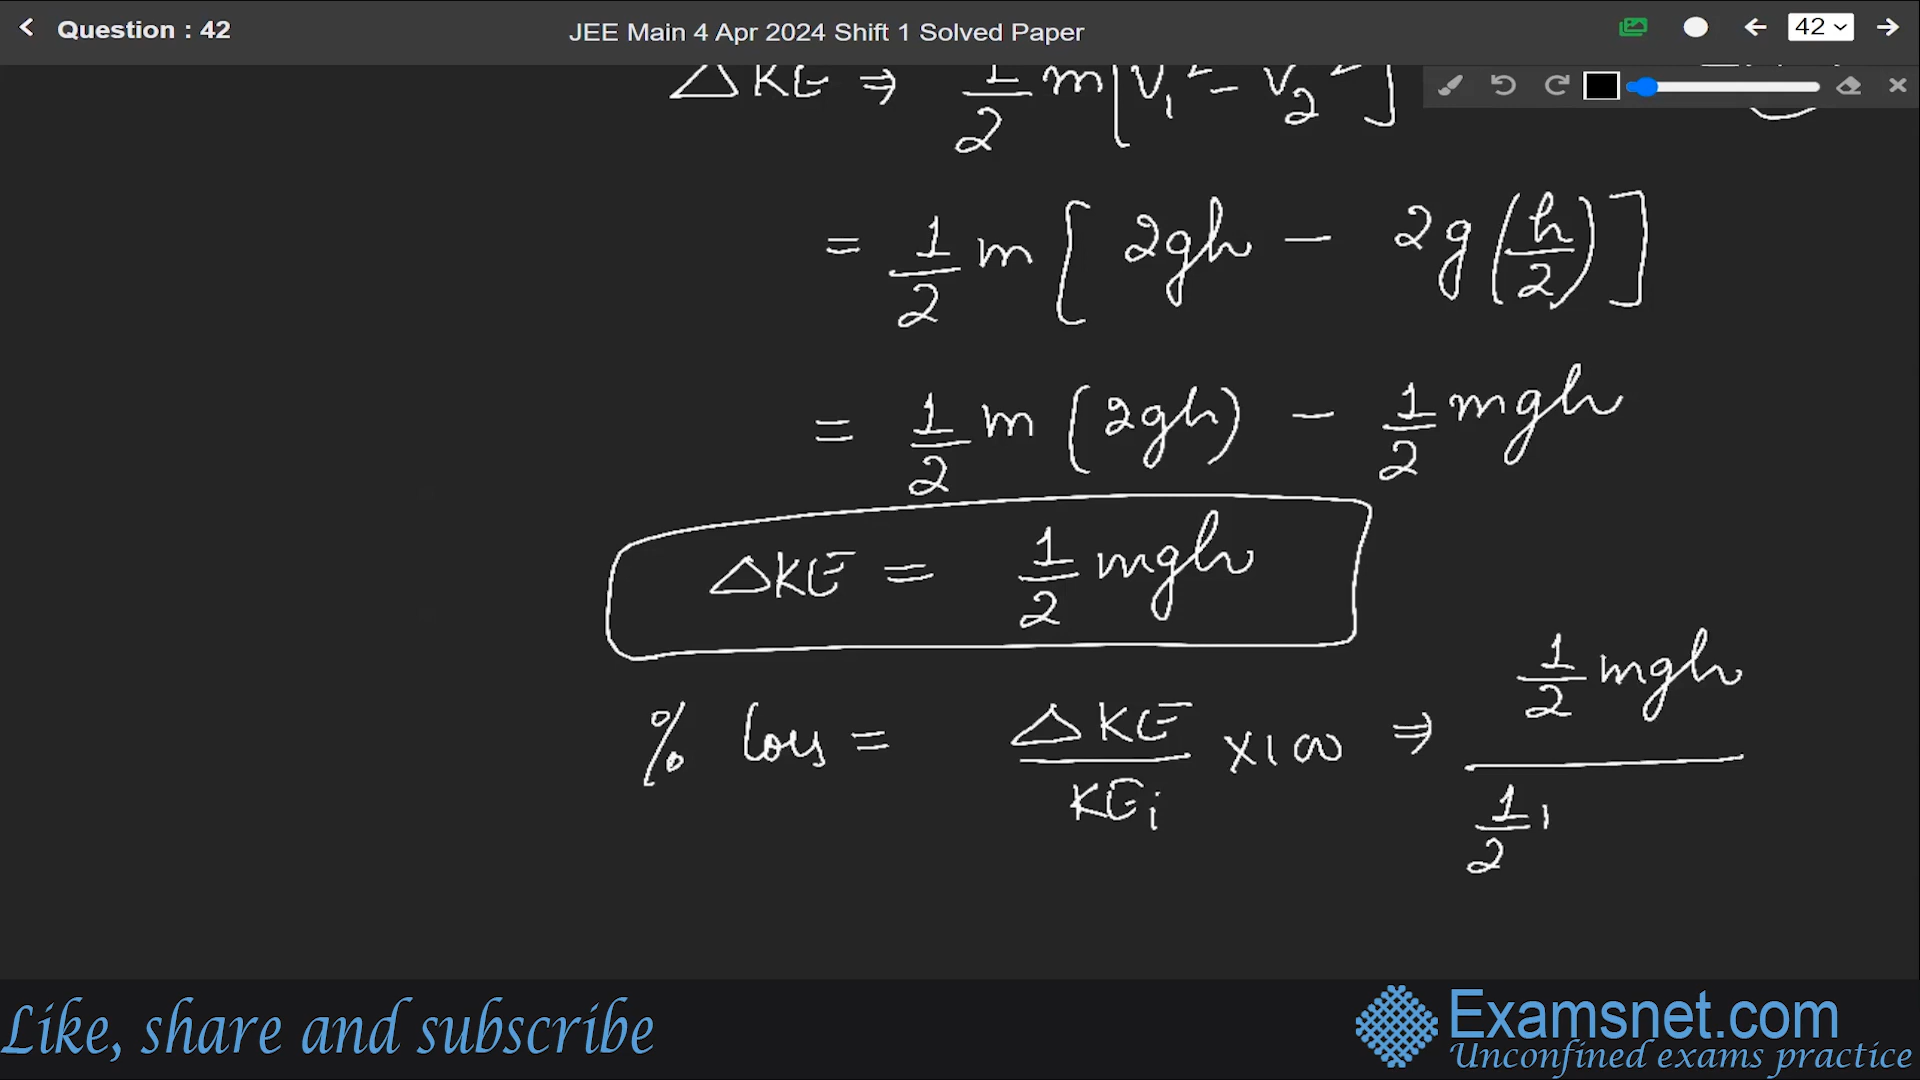 Question : 42
JEE Main 4 Apr 2024 Shift 1 Solved Paper
42
ΔKE ⇒ 1/2 m[V₁² - V₂²]
= 1/2 m [ 2gh - 2g(h/2) ]
= 1/2 m (2gh) - 1/2 mgh
ΔKE = 1/2 mgh
% loss = ΔKE/KEi ×100 ⇒ 1/2 mgh
1/2
Like, share and subscribe
Examsnet.com
Unconfined exams practice